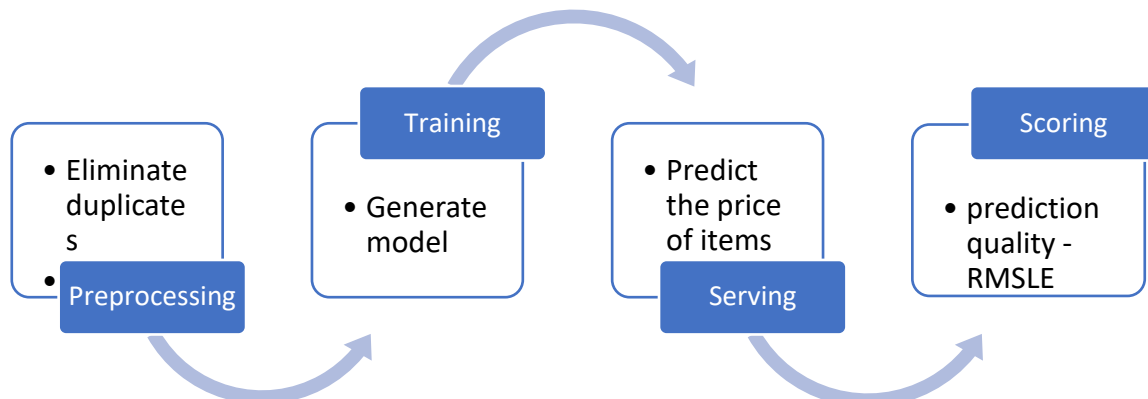 • Eliminate
duplicate
s
•
Preprocessing
Training
• Generate
model
• Predict
the price
of items
Serving
Scoring
• prediction
quality -
RMSLE